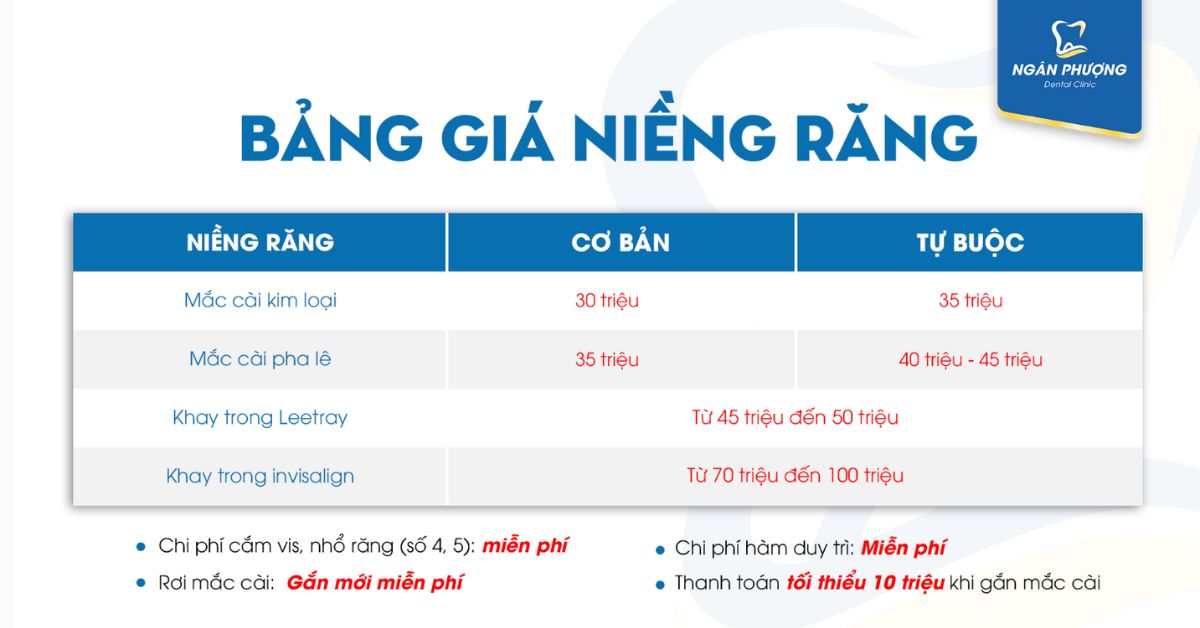 NGÂN PHƯỢNG
Dental Clinic
BẢNG GIÁ NIỀNG RĂNG
NIỀNG RĂNG CƠ BẢN TỰ BUỘC
Mắc cài kim loại 30 triệu 35 triệu
Mắc cài pha lê 35 triệu 40 triệu - 45 triệu
Khay trong Leetray Từ 45 triệu đến 50 triệu
Khay trong invisalign Từ 70 triệu đến 100 triệu
Chi phí cắm vis, nhổ răng (số 4, 5): miễn phí
Rơi mắc cài: Gắn mới miễn phí
Chi phí hàm duy trì: Miễn phí
Thanh toán tối thiểu 10 triệu khi gắn mắc cài